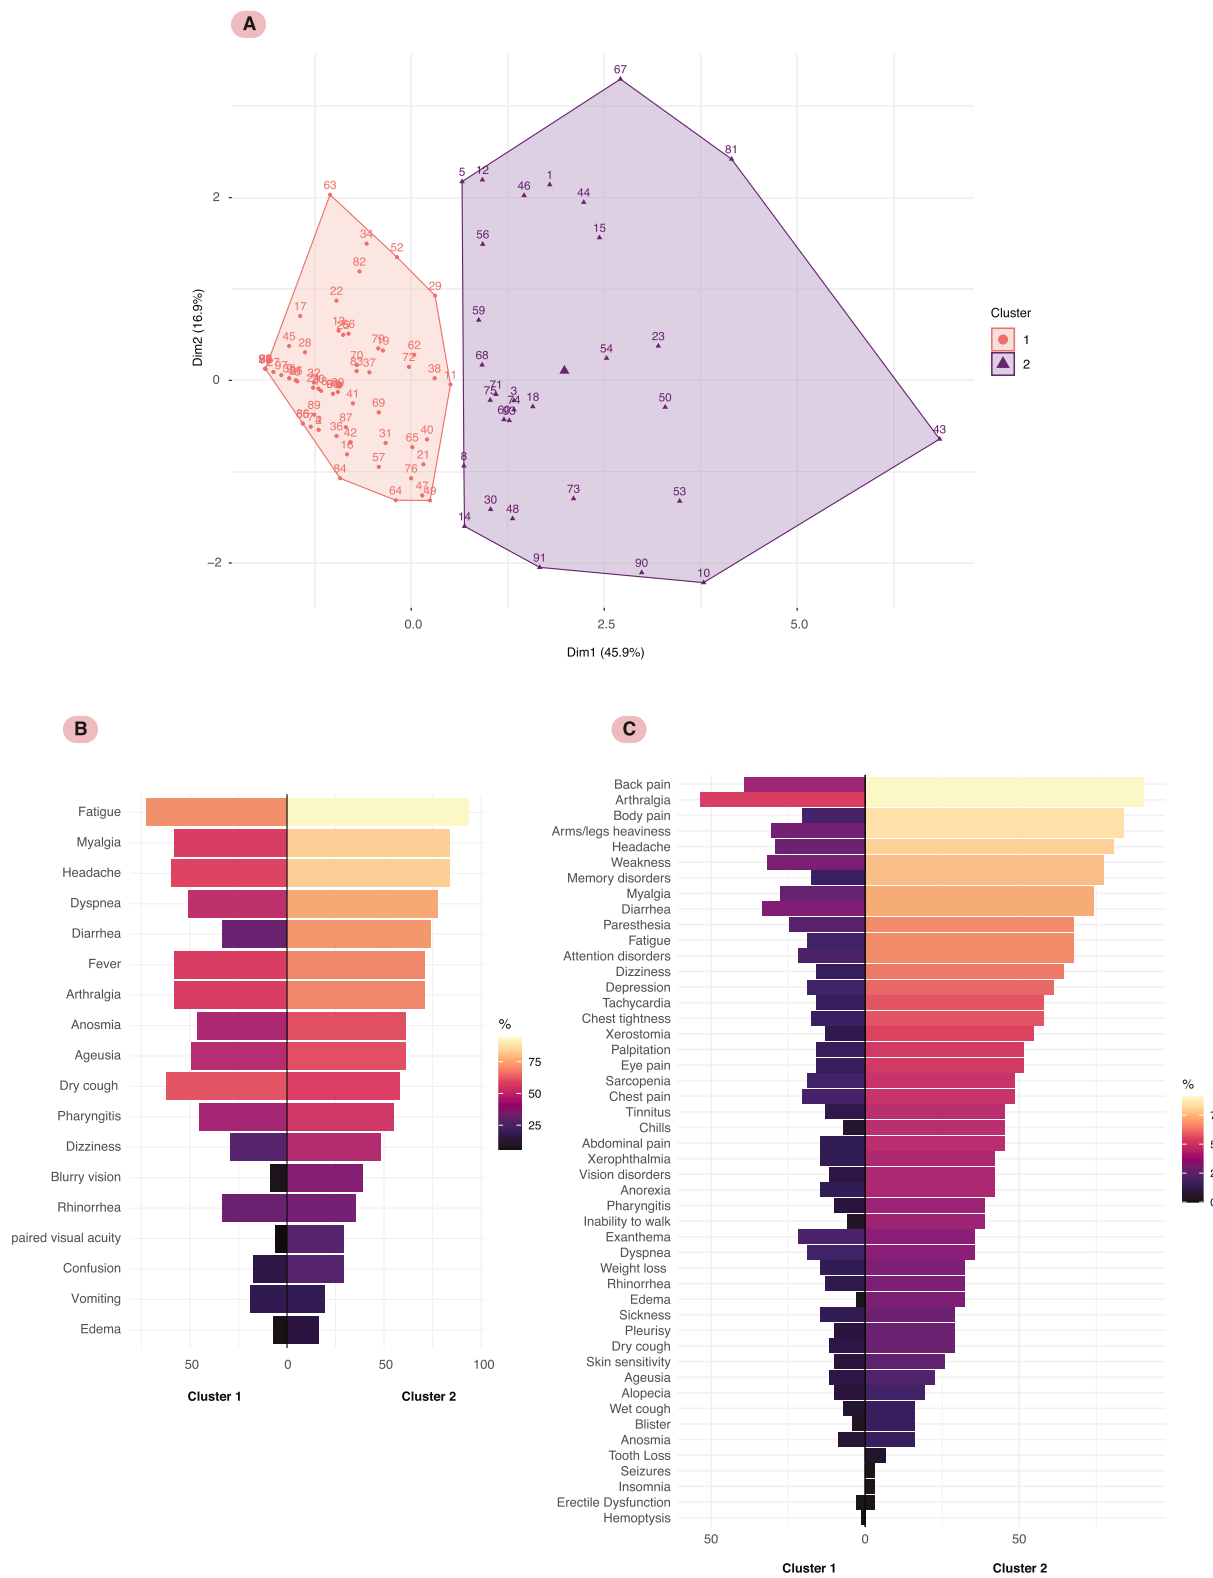 A
67
81
5
12
46
1
44
15
56
59
68
54
23
71
75
3
74
18
50
43
8
30
48
73
53
14
91
90
10
63
34
52
82
29
22
17
45
28
79
19
62
70
37
72
38
11
32
41
69
89
87
36
42
31
65
40
16
57
21
84
76
64
47
49
2
0
−2
0.0
2.5
5.0
Dim2 (16.9%)
Dim1 (45.9%)
Cluster
1
2
B
Fatigue
Myalgia
Headache
Dyspnea
Diarrhea
Fever
Arthralgia
Anosmia
Ageusia
Dry cough
Pharyngitis
Dizziness
Blurry vision
Rhinorrhea
paired visual acuity
Confusion
Vomiting
Edema
50
0
50
100
Cluster 1
Cluster 2
%
75
50
25
C
Back pain
Arthralgia
Body pain
Arms/legs heaviness
Headache
Weakness
Memory disorders
Myalgia
Diarrhea
Paresthesia
Fatigue
Attention disorders
Dizziness
Depression
Tachycardia
Chest tightness
Xerostomia
Palpitation
Eye pain
Sarcopenia
Chest pain
Tinnitus
Chills
Abdominal pain
Xerophthalmia
Vision disorders
Anorexia
Pharyngitis
Inability to walk
Exanthema
Dyspnea
Weight loss
Rhinorrhea
Edema
Sickness
Pleurisy
Dry cough
Skin sensitivity
Ageusia
Alopecia
Wet cough
Blister
Anosmia
Tooth Loss
Seizures
Insomnia
Erectile Dysfunction
Hemoptysis
50
0
50
Cluster 1
Cluster 2
%